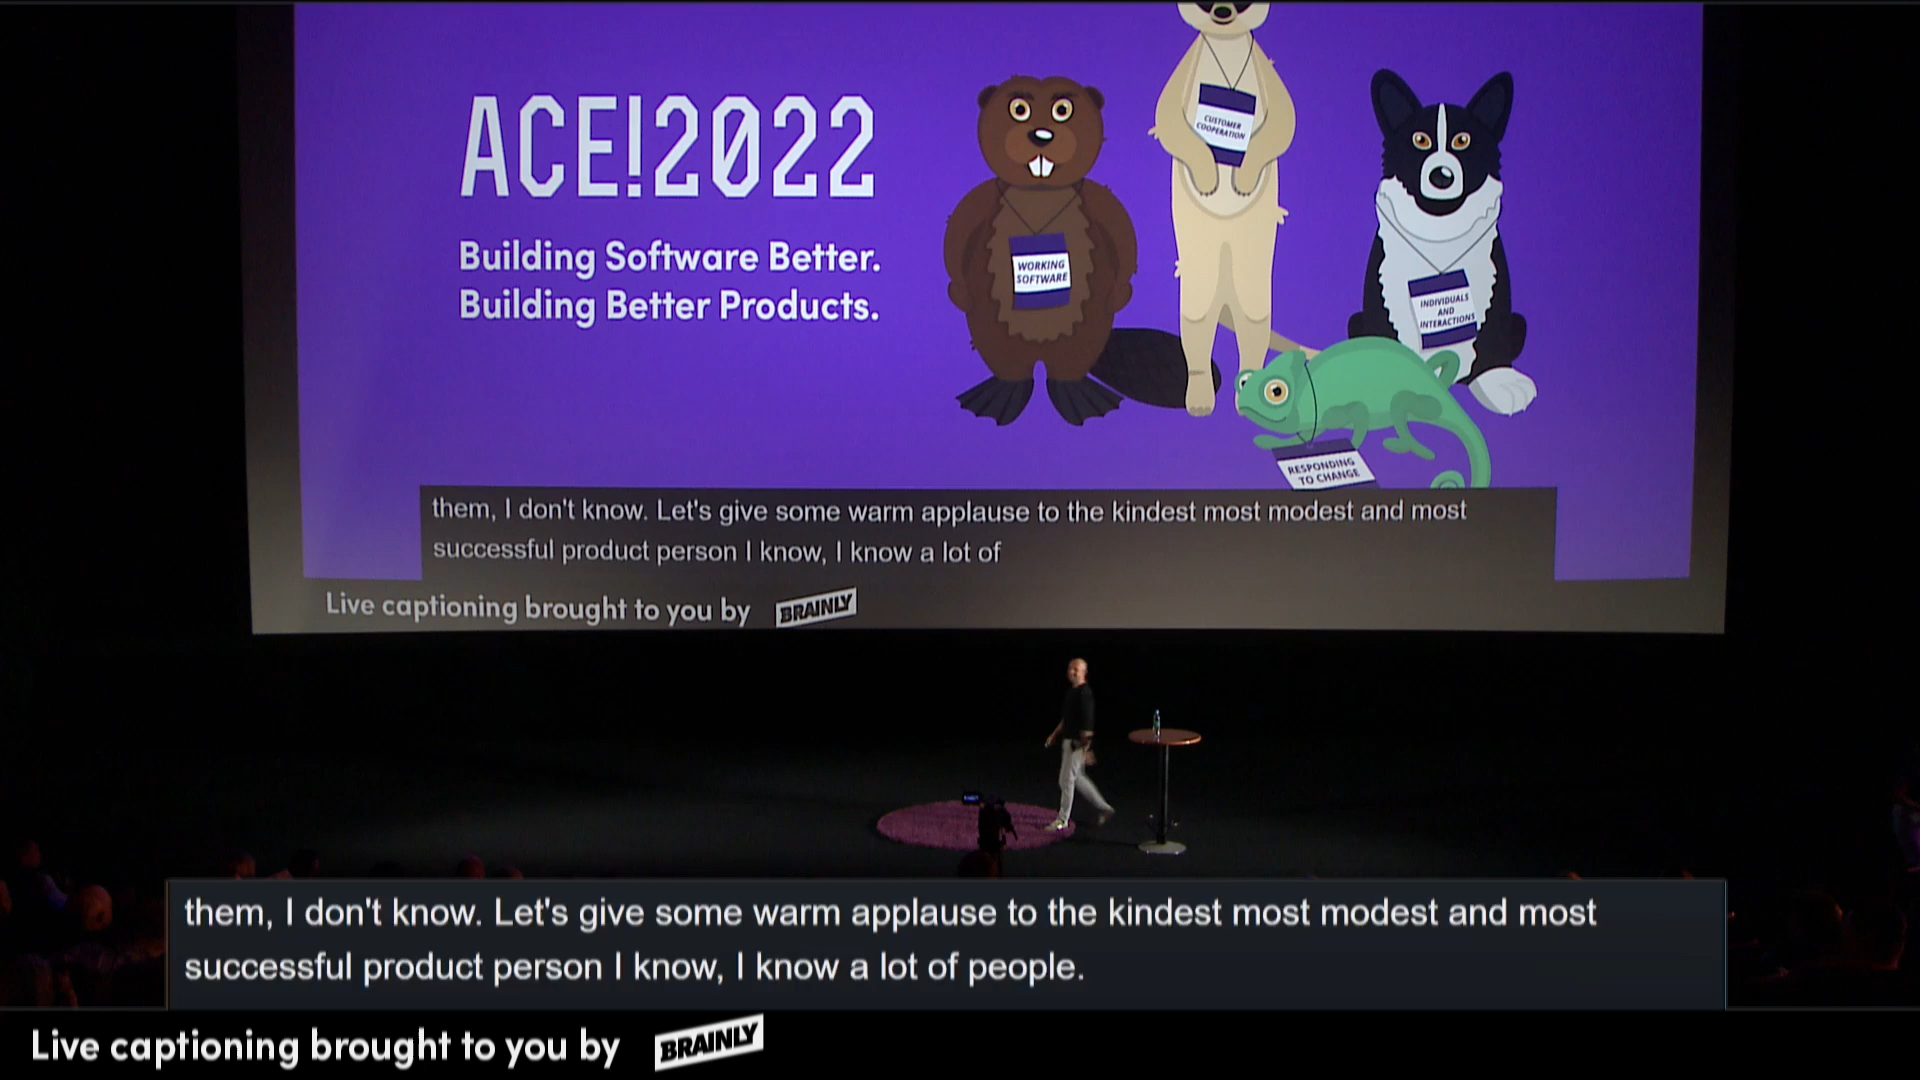 ACE!2022
Building Software Better.
Building Better Products.
CUSTOMER
COOPERATION
WORKING
SOFTWARE
INDIVIDUALS
AND
INTERACTIONS
RESPONDING
TO CHANGE
them, I don't know. Let's give some warm applause to the kindest most modest and most
successful product person I know, I know a lot of
Live captioning brought to you by BRAINLY
them, I don't know. Let's give some warm applause to the kindest most modest and most
successful product person I know, I know a lot of people.
Live captioning brought to you by BRAINLY